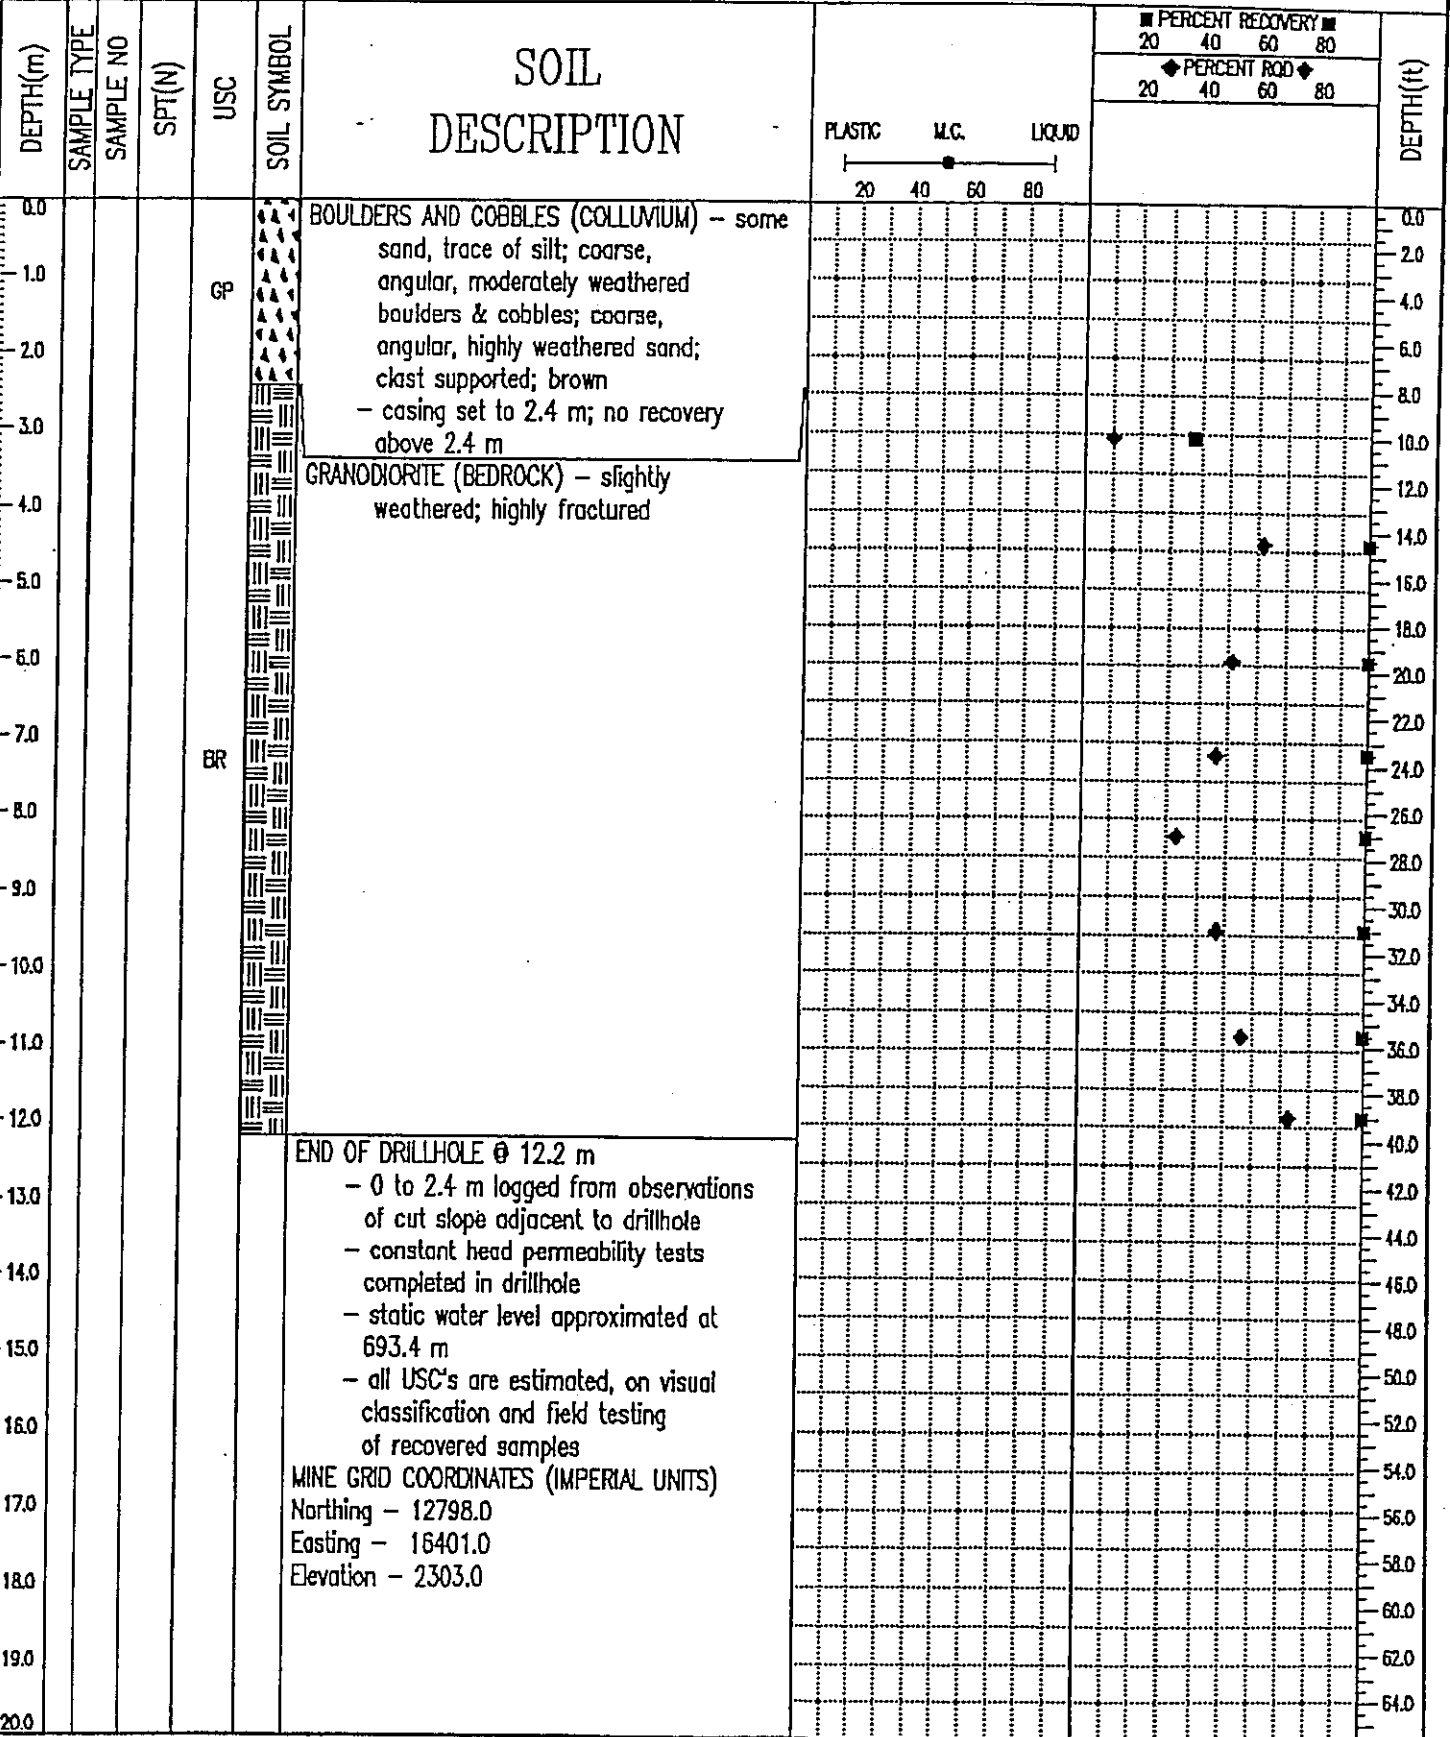 DEPTH(m)
SAMPLE TYPE
SAMPLE NO
SPT(N)
USC
SOIL SYMBOL
SOIL
DESCRIPTION
PLASTIC M.C. LIQUID
20 40 60 80
■ PERCENT RECOVERY ■
20 40 60 80
◆ PERCENT RQD ◆
20 40 60 80
DEPTH(ft)
0.0
1.0
2.0
3.0
4.0
5.0
6.0
7.0
8.0
9.0
10.0
11.0
12.0
13.0
14.0
15.0
16.0
17.0
18.0
19.0
20.0
GP
BR
BOULDERS AND COBBLES (COLLUVIUM) – some
sand, trace of silt; coarse,
angular, moderately weathered
boulders & cobbles; coarse,
angular, highly weathered sand;
clast supported; brown
– casing set to 2.4 m; no recovery
above 2.4 m
GRANODIORITE (BEDROCK) – slightly
weathered; highly fractured
END OF DRILLHOLE @ 12.2 m
– 0 to 2.4 m logged from observations
of cut slope adjacent to drillhole
– constant head permeability tests
completed in drillhole
– static water level approximated at
693.4 m
– all USC's are estimated, on visual
classification and field testing
of recovered samples
MINE GRID COORDINATES (IMPERIAL UNITS)
Northing – 12798.0
Easting – 16401.0
Elevation – 2303.0
0.0
2.0
4.0
6.0
8.0
10.0
12.0
14.0
16.0
18.0
20.0
22.0
24.0
26.0
28.0
30.0
32.0
34.0
36.0
38.0
40.0
42.0
44.0
46.0
48.0
50.0
52.0
54.0
56.0
58.0
60.0
62.0
64.0